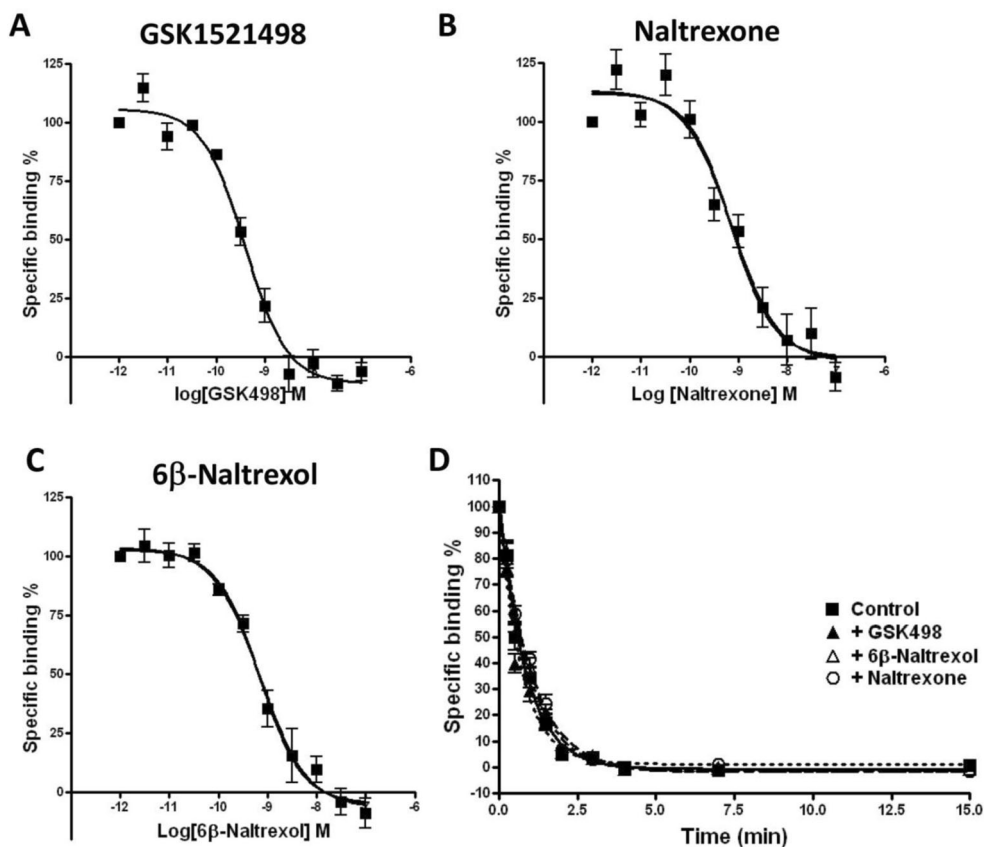 A
GSK1521498
Specific binding %
125
100
75
50
25
0
-12 -11 -10 -9 -8 -7 -6
log[GSK498] M
B
Naltrexone
Specific binding %
125
100
75
50
25
0
-12 -11 -10 -9 -8 -7 -6
Log [Naltrexone] M
C
6β-Naltrexol
Specific binding %
125
100
75
50
25
0
-12 -11 -10 -9 -8 -7 -6
Log[6β-Naltrexol] M
D
Specific binding %
110
100
90
80
70
60
50
40
30
20
10
0
-10
0.0 2.5 5.0 7.5 10.0 12.5 15.0
Time (min)
Control
+ GSK498
+ 6β-Naltrexol
+ Naltrexone